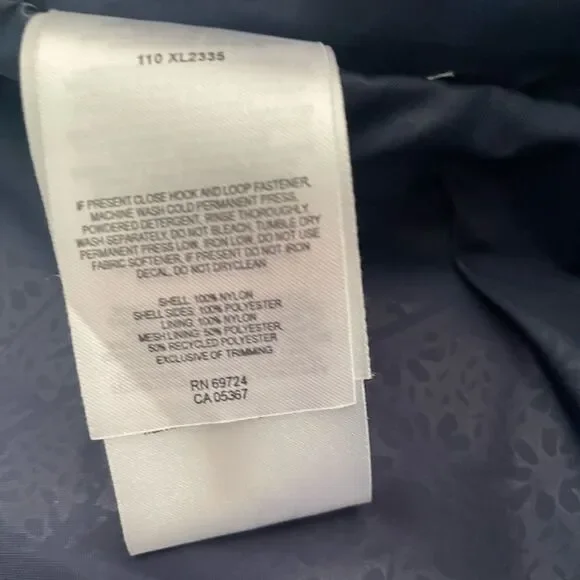 110 XL2335
IF PRESENT CLOSE HOOK AND LOOP FASTENER,
MACHINE WASH COLD PERMANENT PRESS,
POWDERED DETERGENT, RINSE THOROUGHLY,
WASH SEPARATELY, DO NOT BLEACH, TUMBLE DRY
PERMANENT PRESS LOW, IRON LOW, DO NOT USE
FABRIC SOFTENER, IF PRESENT DO NOT IRON
DECAL, DO NOT DRYCLEAN
SHELL: 100% NYLON
SHELL SIDES: 100% POLYESTER
LINING: 100% NYLON
MESH LINING: 50% POLYESTER,
50% RECYCLED POLYESTER
EXCLUSIVE OF TRIMMING
RN 69724
CA 05367